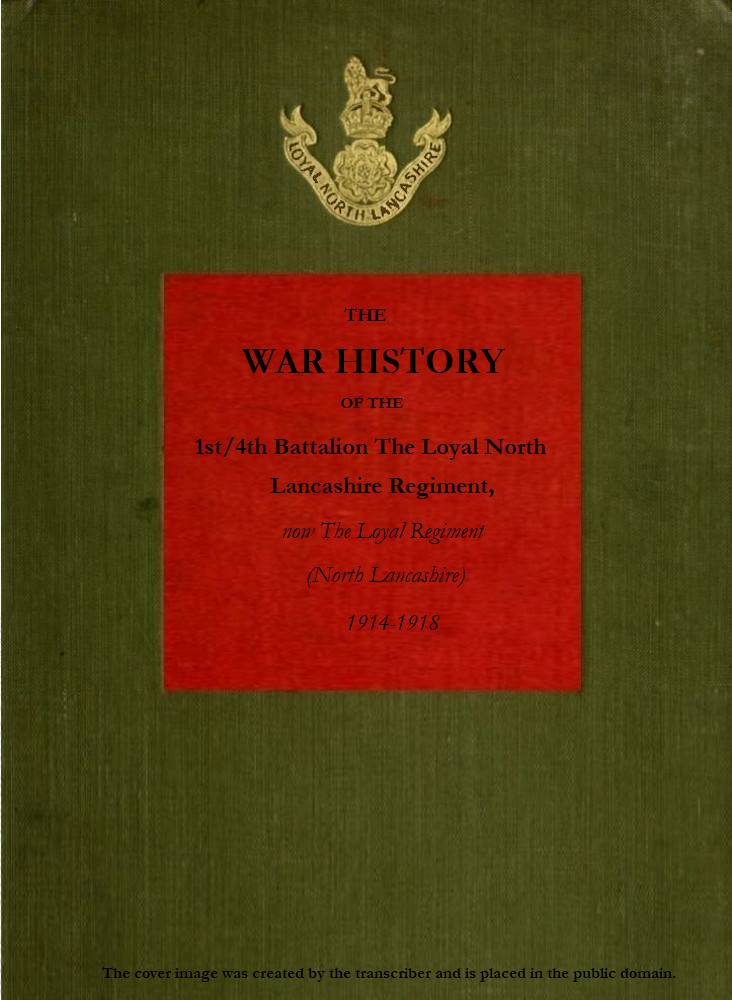 LOYAL NORTH LANCASHIRE
THE
WAR HISTORY
OF THE
1st/4th Battalion The Loyal North
Lancashire Regiment,
now The Loyal Regiment
(North Lancashire)
1914-1918
The cover image was created by the transcriber and is placed in the public domain.